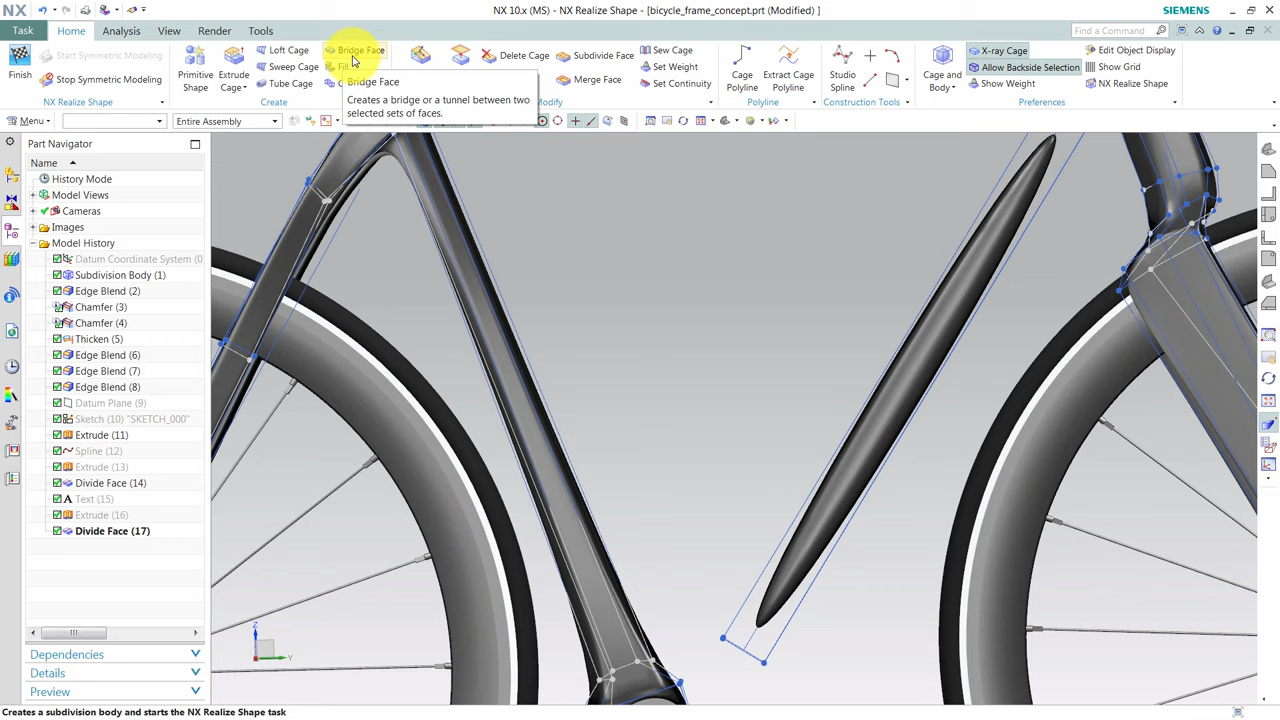 NX
NX 10.x (MS) - NX Realize Shape - [bicycle_frame_concept.prt (Modified) ]
SIEMENS
Task
Home
Analysis
View
Render
Tools
Find a Command
Finish
Start Symmetric Modeling
Stop Symmetric Modeling
NX Realize Shape
Primitive Shape
Extrude Cage
Loft Cage
Sweep Cage
Tube Cage
Create
Bridge Face
Fill
Bridge Face
Creates a bridge or a tunnel between two
selected sets of faces.
Delete Cage
Subdivide Face
Merge Face
Sew Cage
Set Weight
Set Continuity
Modify
Cage Polyline
Extract Cage Polyline
Polyline
Studio Spline
Construction Tools
Cage and Body
X-ray Cage
Allow Backside Selection
Show Weight
Edit Object Display
Show Grid
NX Realize Shape
Preferences
Menu
Entire Assembly
Part Navigator
Name
History Mode
Model Views
Cameras
Images
Model History
Datum Coordinate System (0
Subdivision Body (1)
Edge Blend (2)
Chamfer (3)
Chamfer (4)
Thicken (5)
Edge Blend (6)
Edge Blend (7)
Edge Blend (8)
Datum Plane (9)
Sketch (10) "SKETCH_000"
Extrude (11)
Spline (12)
Extrude (13)
Divide Face (14)
Text (15)
Extrude (16)
Divide Face (17)
Dependencies
Details
Preview
Z
Y
Creates a subdivision body and starts the NX Realize Shape task